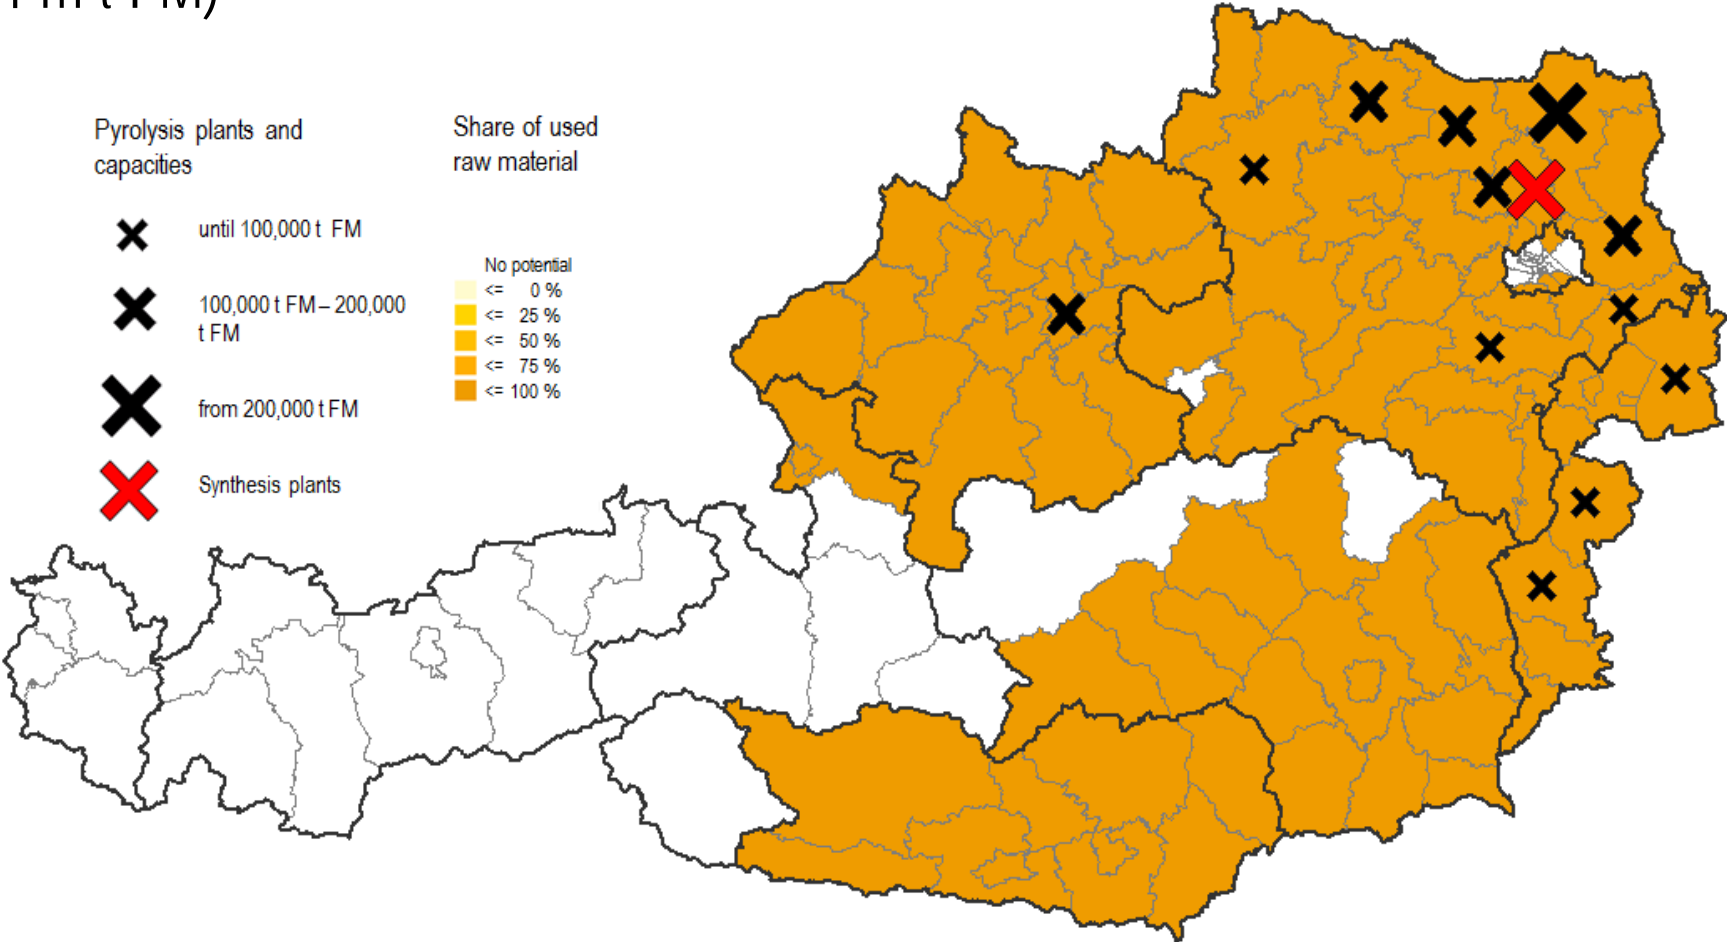 Pyrolysis plants and
capacities
until 100,000 t FM
100,000 t FM – 200,000
t FM
from 200,000 t FM
Synthesis plants
Share of used
raw material
No potential
<= 0 %
<= 25 %
<= 50 %
<= 75 %
<= 100 %